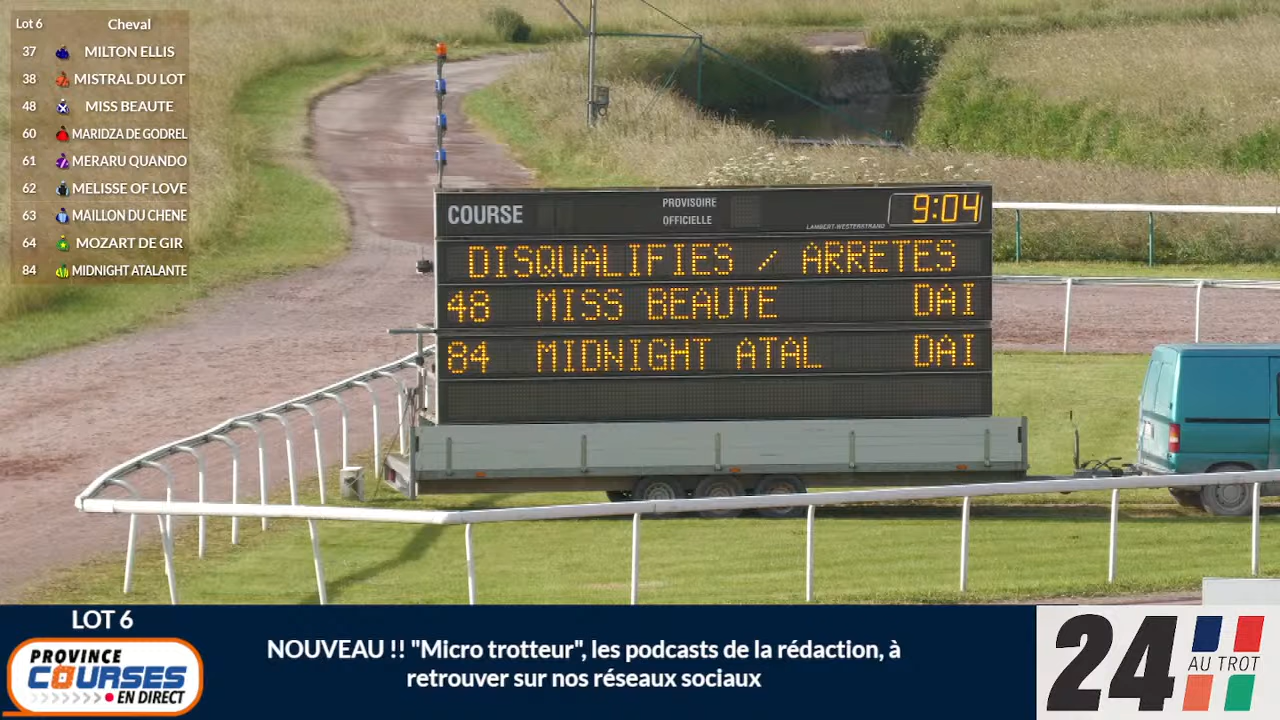 Lot 6 Cheval
37 MILTON ELLIS
38 MISTRAL DU LOT
48 MISS BEAUTE
60 MARIDZA DE GODREL
61 MERARU QUANDO
62 MELISSE OF LOVE
63 MAILLON DU CHENE
64 MOZART DE GIR
84 MIDNIGHT ATALANTE
COURSE
PROVISOIRE
OFFICIELLE
LAMBERT-WESTERSTRAND
9:04
DISQUALIFIES / ARRETES
48 MISS BEAUTE DAI
84 MIDNIGHT ATAL DAI
LOT 6
PROVINCE
COURSES
EN DIRECT
NOUVEAU !! "Micro trotteur", les podcasts de la rédaction, à
retrouver sur nos réseaux sociaux
24
AU TROT